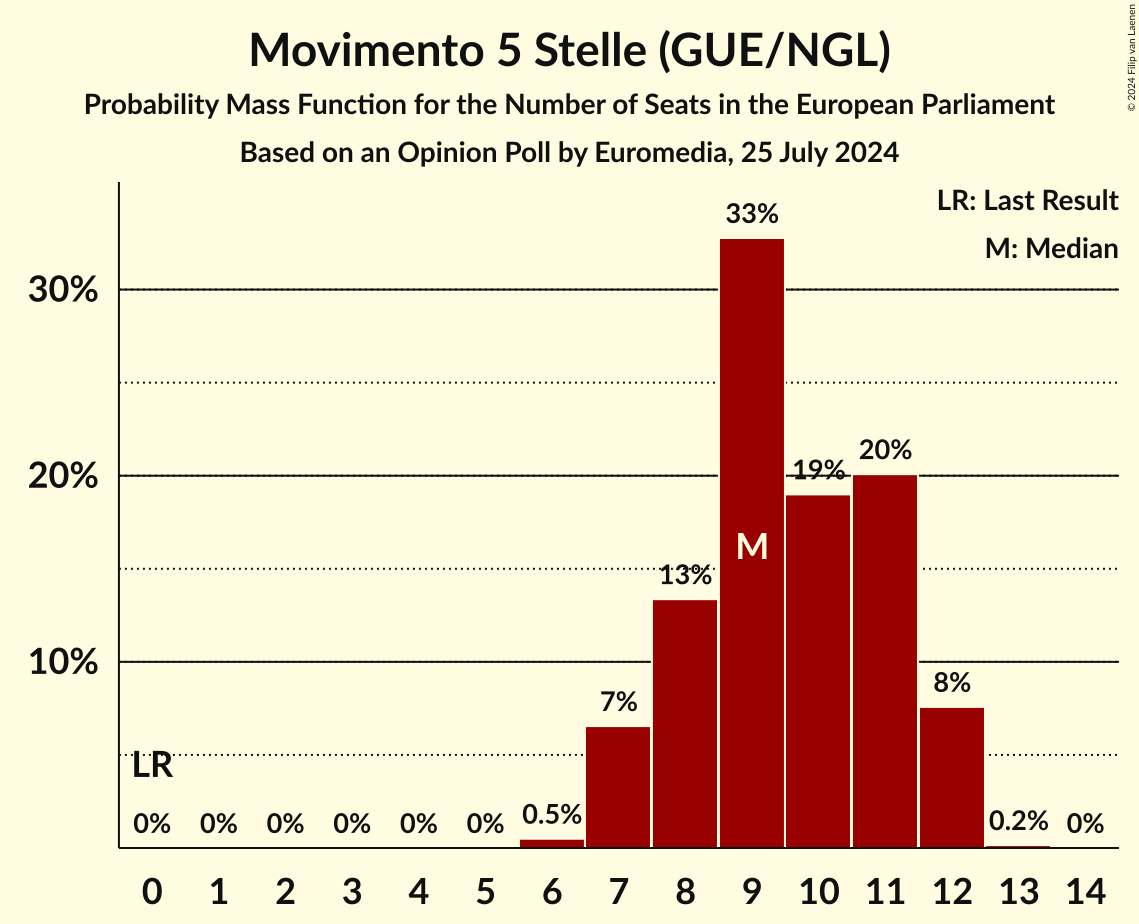 Movimento 5 Stelle (GUE/NGL)
Probability Mass Function for the Number of Seats in the European Parliament
Based on an Opinion Poll by Euromedia, 25 July 2024
© 2024 Filip van Laenen
LR: Last Result
M: Median
33%
30%
20%
19%
20%
M
13%
10%
8%
7%
LR
0% 0% 0% 0% 0% 0% 0.5% 0.2% 0%
0 1 2 3 4 5 6 7 8 9 10 11 12 13 14